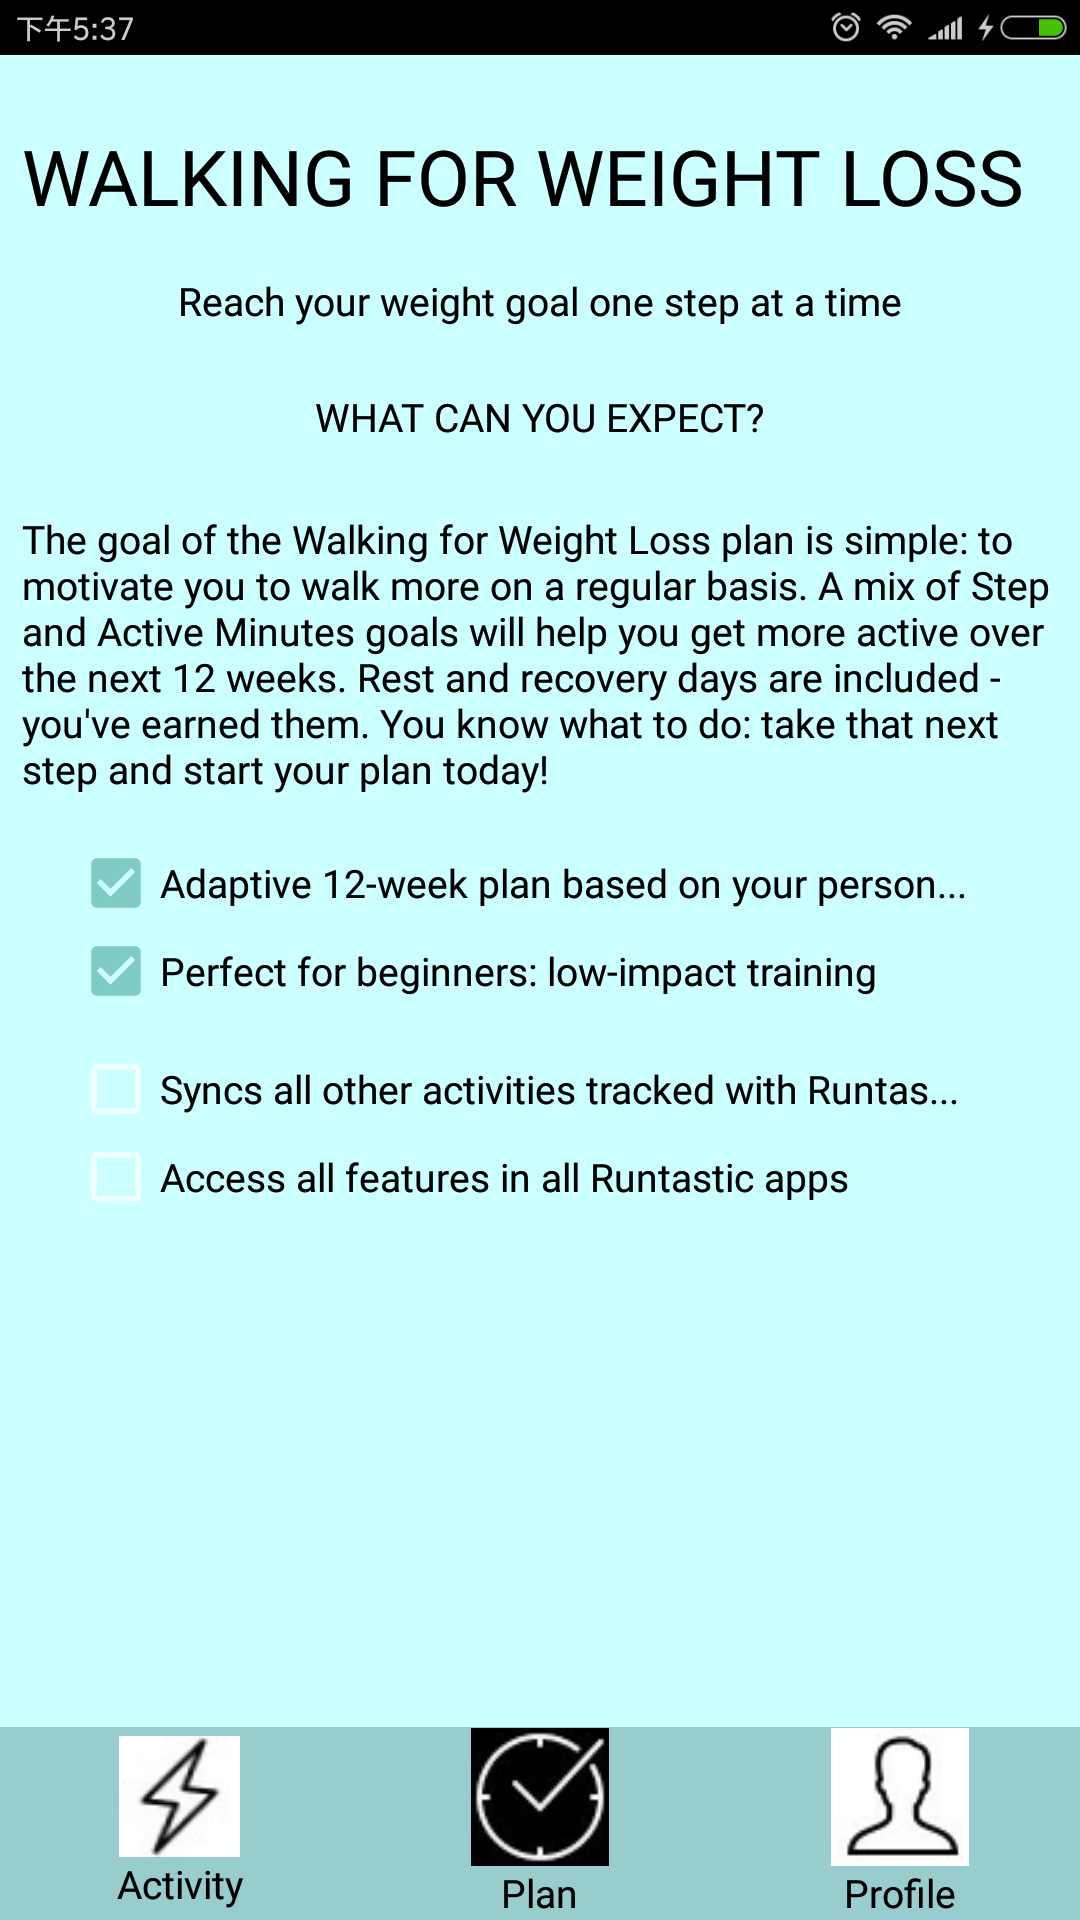 下午5:37
WALKING FOR WEIGHT LOSS
Reach your weight goal one step at a time
WHAT CAN YOU EXPECT?
The goal of the Walking for Weight Loss plan is simple: to
motivate you to walk more on a regular basis. A mix of Step
and Active Minutes goals will help you get more active over
the next 12 weeks. Rest and recovery days are included -
you've earned them. You know what to do: take that next
step and start your plan today!
Adaptive 12-week plan based on your person...
Perfect for beginners: low-impact training
Syncs all other activities tracked with Runtas...
Access all features in all Runtastic apps
Activity
Plan
Profile